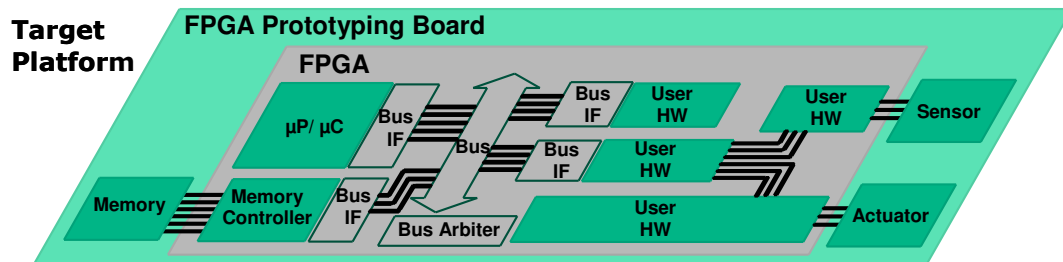 Target
Platform
FPGA Prototyping Board
FPGA
µP/ µC
Bus
IF
Bus
Bus
IF
User
HW
User
HW
Sensor
Bus
IF
User
HW
Memory
Memory
Controller
Bus
IF
Bus Arbiter
User
HW
Actuator